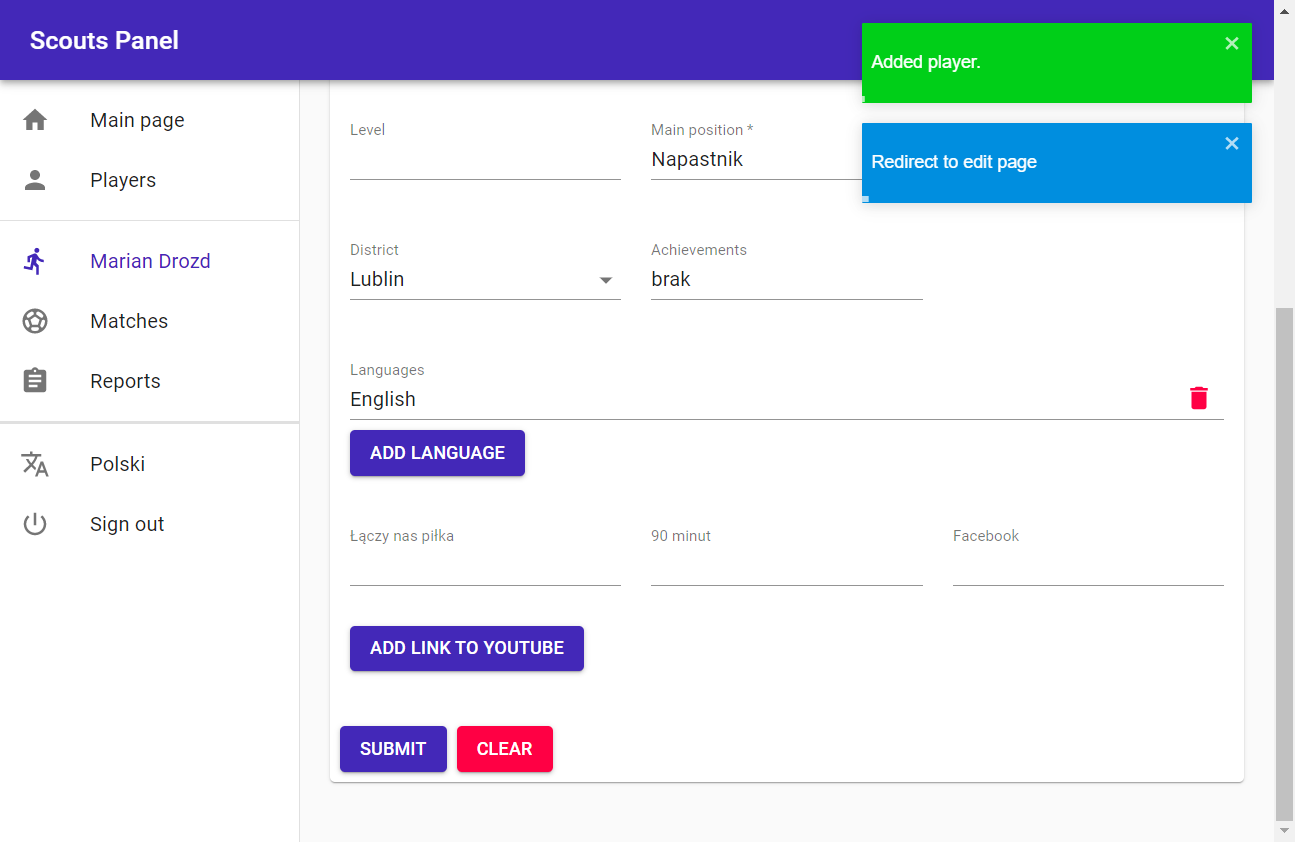 Scouts Panel
Added player.
Redirect to edit page
Main page
Players
Marian Drozd
Matches
Reports
Polski
Sign out
Level
Main position *
Napastnik
District
Achievements
Lublin
brak
Languages
English
ADD LANGUAGE
Łączy nas piłka
90 minut
Facebook
ADD LINK TO YOUTUBE
SUBMIT
CLEAR